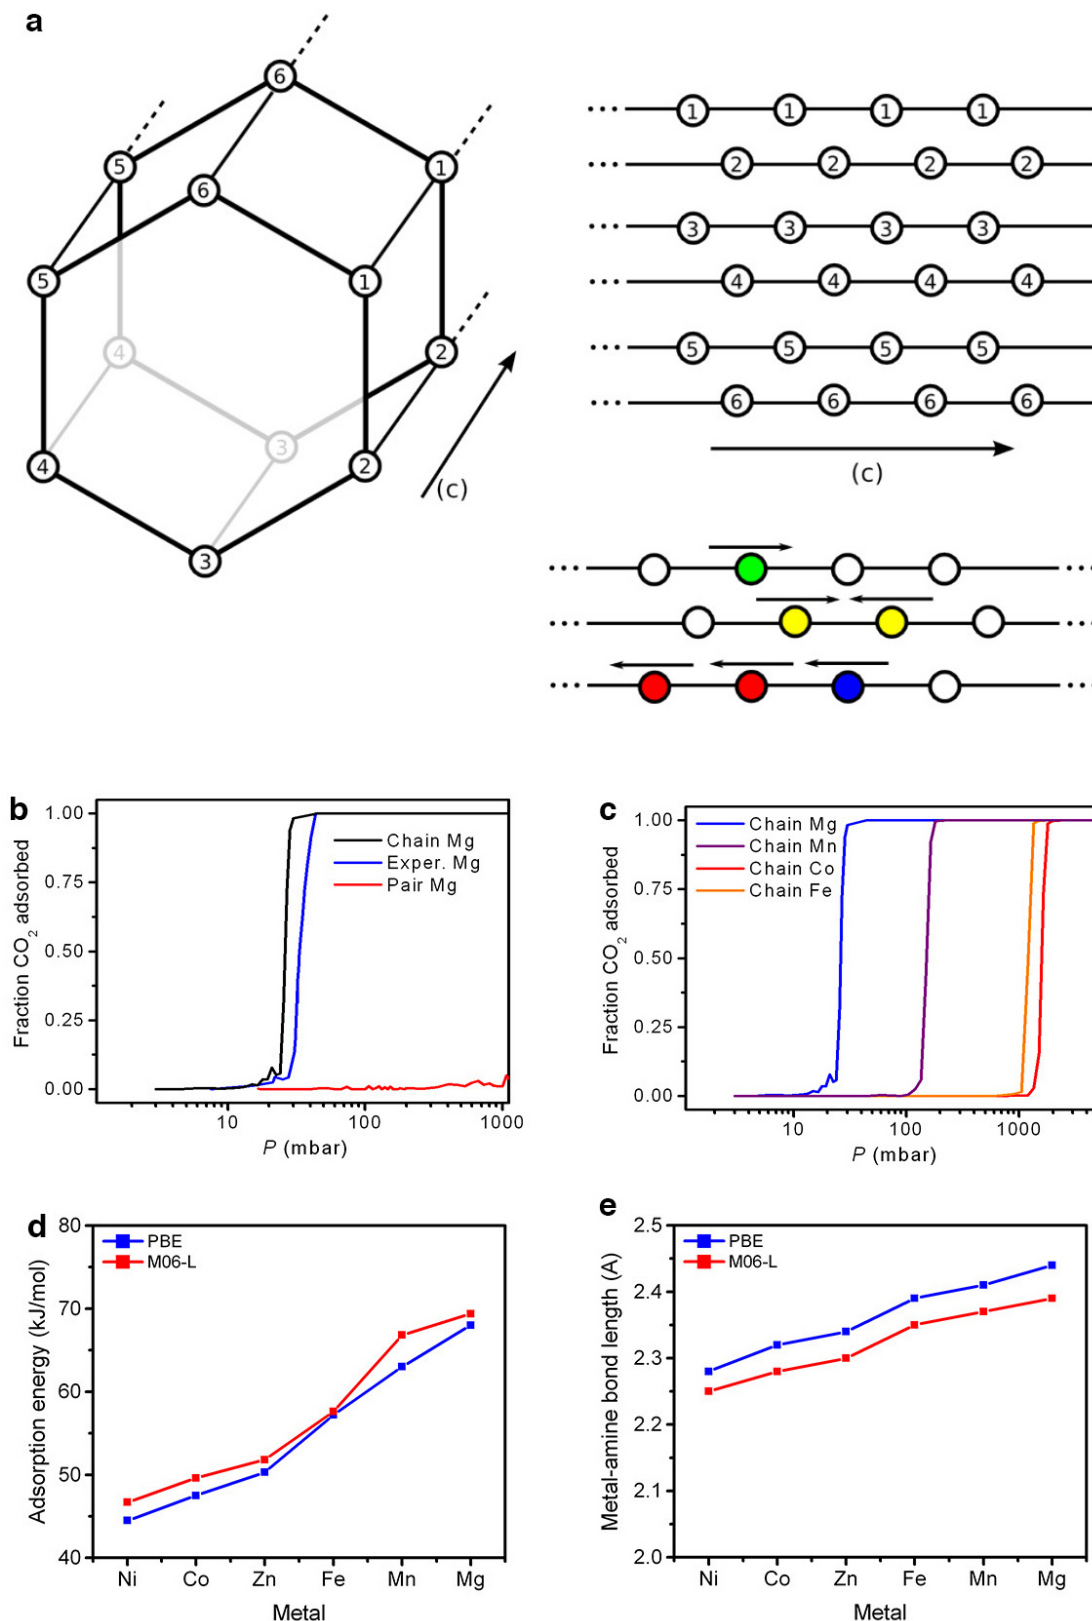 a
6
5
1
6
5
1
4
2
3
4
2
3
(c)
1 1 1 1
2 2 2 2
3 3 3 3
4 4 4 4
5 5 5 5
6 6 6 6
(c)
b
1.00
0.75
0.50
0.25
0.00
Fraction CO2 adsorbed
Chain Mg
Exper. Mg
Pair Mg
10 100 1000
P (mbar)
c
1.00
0.75
0.50
0.25
0.00
Fraction CO2 adsorbed
Chain Mg
Chain Mn
Chain Co
Chain Fe
10 100 1000
P (mbar)
d
80
70
60
50
40
Adsorption energy (kJ/mol)
PBE
M06-L
Ni Co Zn Fe Mn Mg
Metal
e
2.5
2.4
2.3
2.2
2.1
2.0
Metal-amine bond length (A)
PBE
M06-L
Ni Co Zn Fe Mn Mg
Metal